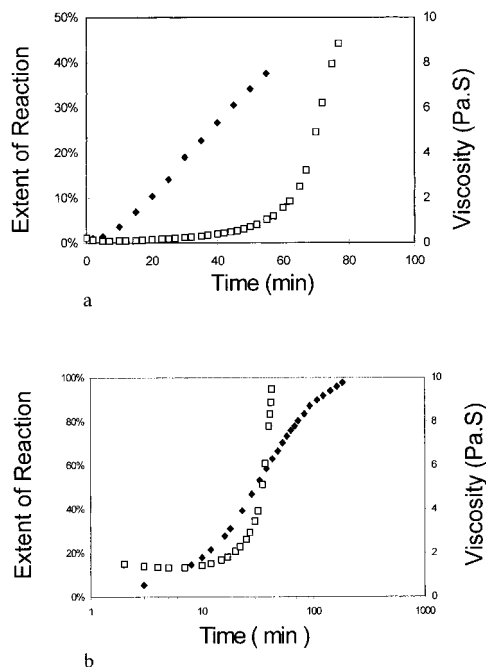 50%
40%
30%
20%
10%
0%
Extent of Reaction
10
8
6
4
2
0
Viscosity (Pa.S)
0 20 40 60 80 100
Time (min)
a
100%
80%
60%
40%
20%
0%
Extent of Reaction
10
8
6
4
2
0
Viscosity (Pa.S)
1 10 100 1000
Time ( min )
b